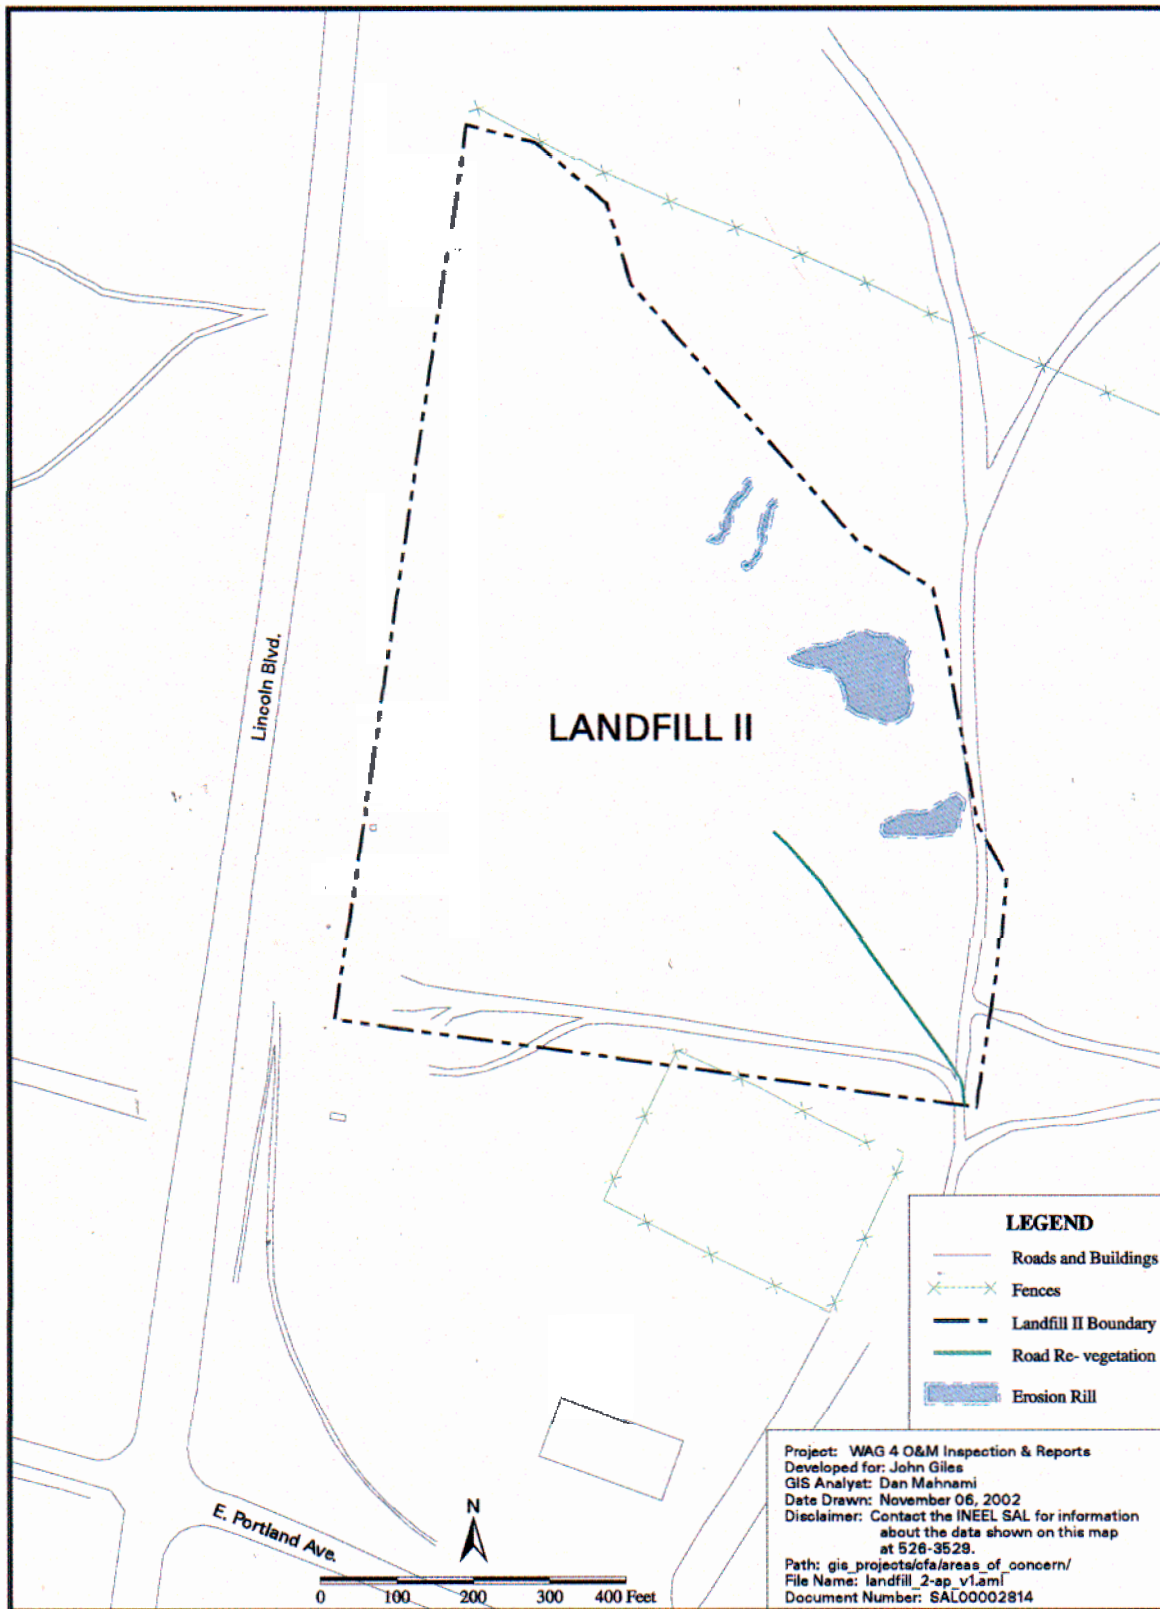 Lincoln Blvd.
LANDFILL II
LEGEND
Roads and Buildings
Fences
Landfill II Boundary
Road Re- vegetation
Erosion Rill
Project: WAG 4 O&M Inspection & Reports
Developed for: John Giles
GIS Analyst: Dan Mahnami
Date Drawn: November 06, 2002
Disclaimer: Contact the INEEL SAL for information
about the data shown on this map
at 526-3529.
Path: gis_projects/cfa/areas_of_concern/
File Name: landfill_2-ap_v1.aml
Document Number: SAL00002814
E. Portland Ave.
N
0 100 200 300 400 Feet